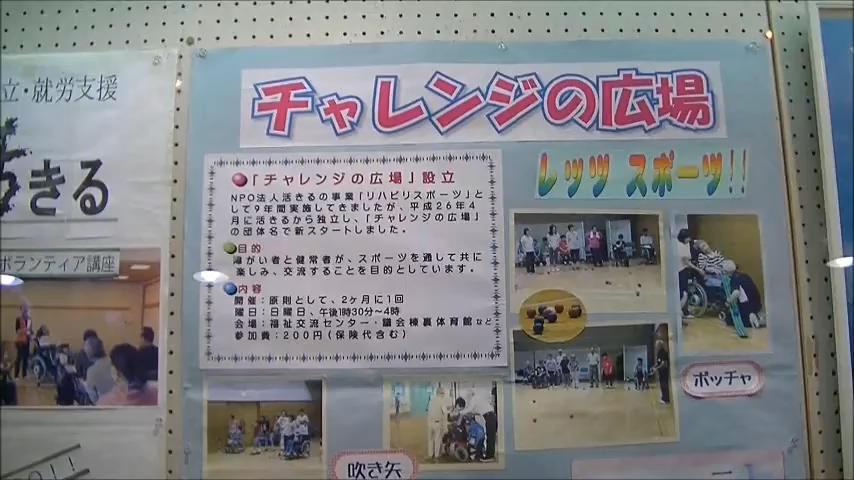 立・就労支援
きる
ボランティア講座
チャレンジの広場
「チャレンジの広場」設立
NPO法人活きるの事業「リハビリスポーツ」と
して9年間実施してきましたが、平成26年4
月に活きるから独立し、「チャレンジの広場」
の団体名で新スタートしました。
目的
障がい者と健常者が、スポーツを通して共に
楽しみ、交流することを目的としています。
内容
開催:原則として、2ヶ月に1回
曜日:日曜日、午後1時30分~4時
会場:福祉交流センター・議会棟裏体育館など
参加費:200円(保険代含む)
レッツ スポーツ!!
ボッチャ
吹き矢